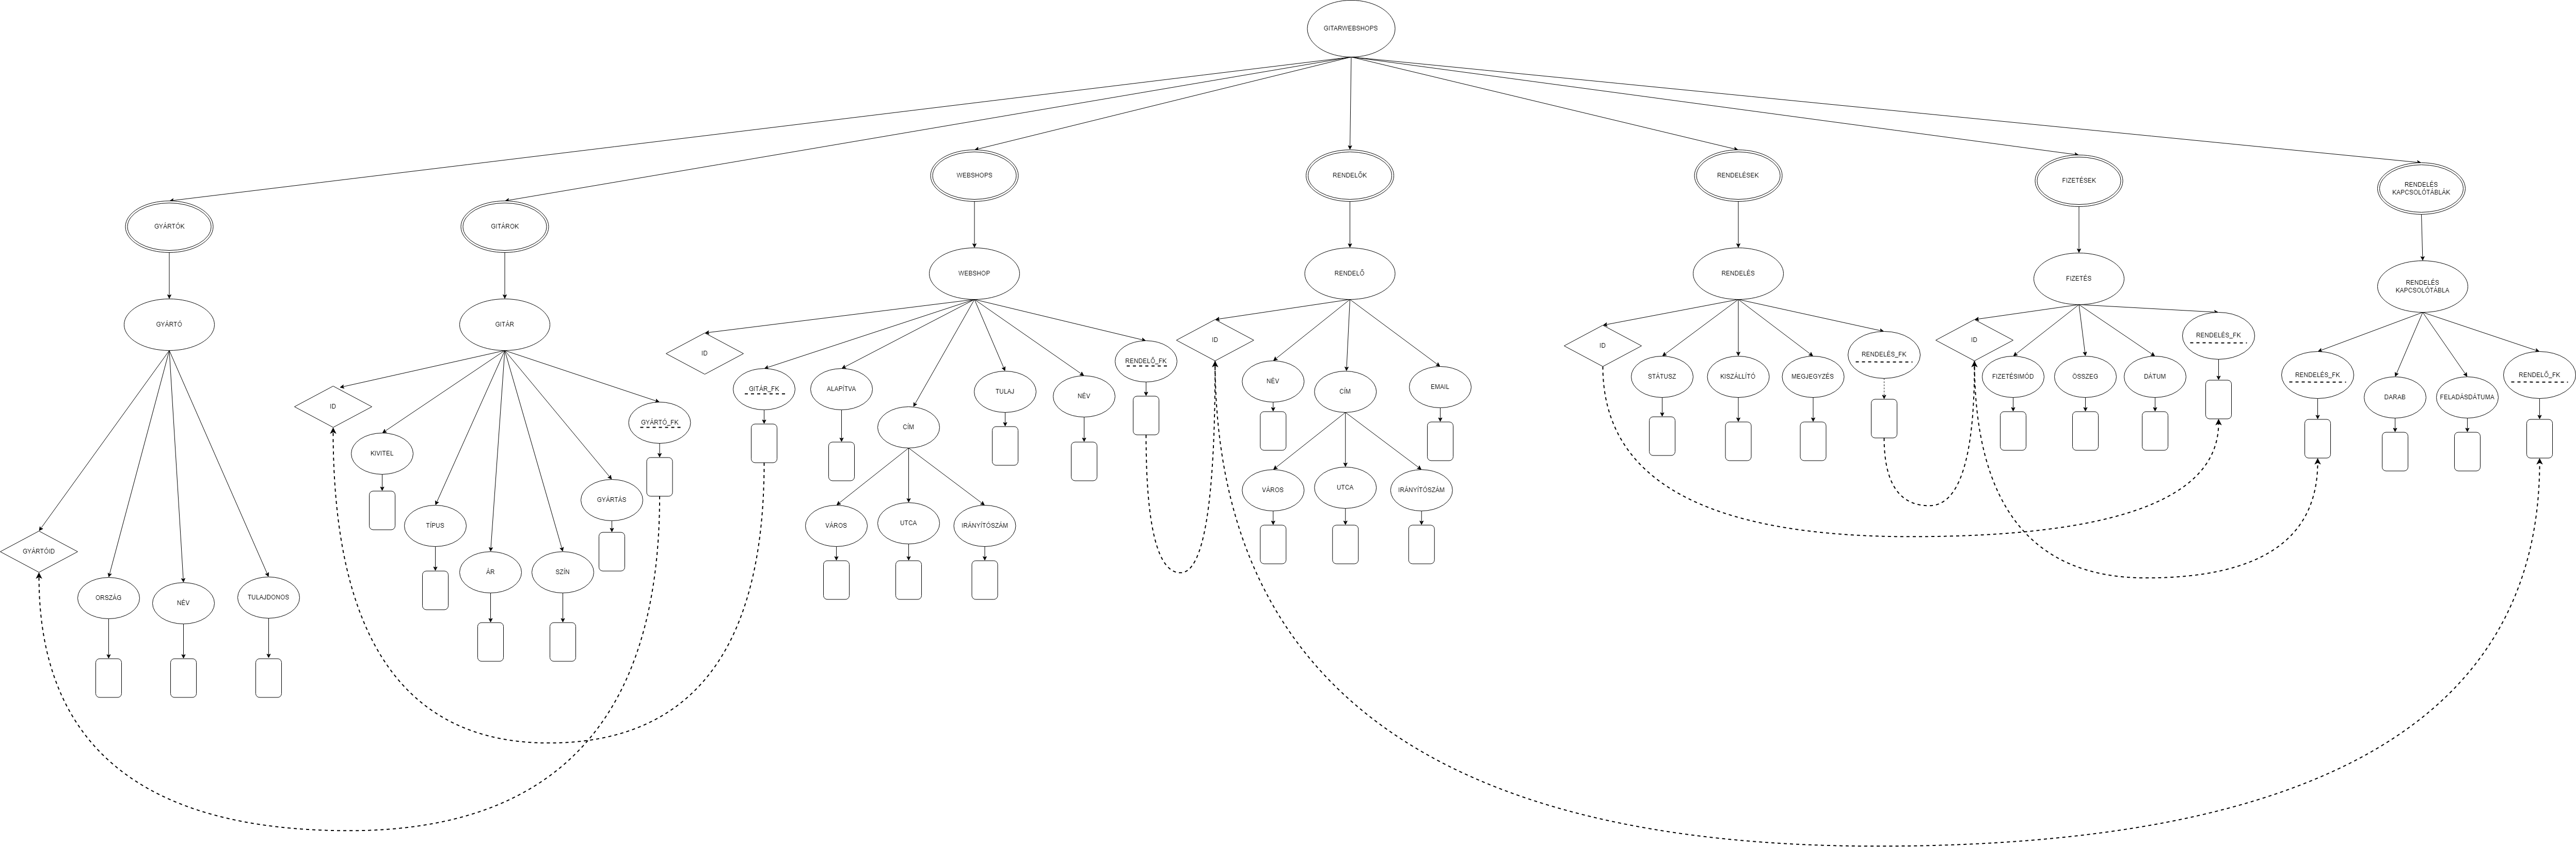 GITARWEBSHOPS
GYÁRTÓK
GITÁROK
WEBSHOPS
RENDELŐK
RENDELÉSEK
FIZETÉSEK
RENDELÉS
KAPCSOLÓTÁBLÁK
GYÁRTÓ
GITÁR
WEBSHOP
RENDELŐ
RENDELÉS
FIZETÉS
RENDELÉS
KAPCSOLÓTÁBLA
GYÁRTÓID
ORSZÁG
NÉV
TULAJDONOS
ID
KIVITEL
TÍPUS
ÁR
SZÍN
GYÁRTÁS
GYÁRTÓ_FK
ID
GITÁR_FK
ALAPÍTVA
CÍM
TULAJ
NÉV
RENDELŐ_FK
VÁROS
UTCA
IRÁNYÍTÓSZÁM
ID
NÉV
CÍM
EMAIL
VÁROS
UTCA
IRÁNYÍTÓSZÁM
ID
STÁTUSZ
KISZÁLLÍTÓ
MEGJEGYZÉS
RENDELÉS_FK
ID
FIZETÉSIMÓD
ÖSSZEG
DÁTUM
RENDELÉS_FK
RENDELÉS_FK
DARAB
FELADÁSDÁTUMA
RENDELŐ_FK